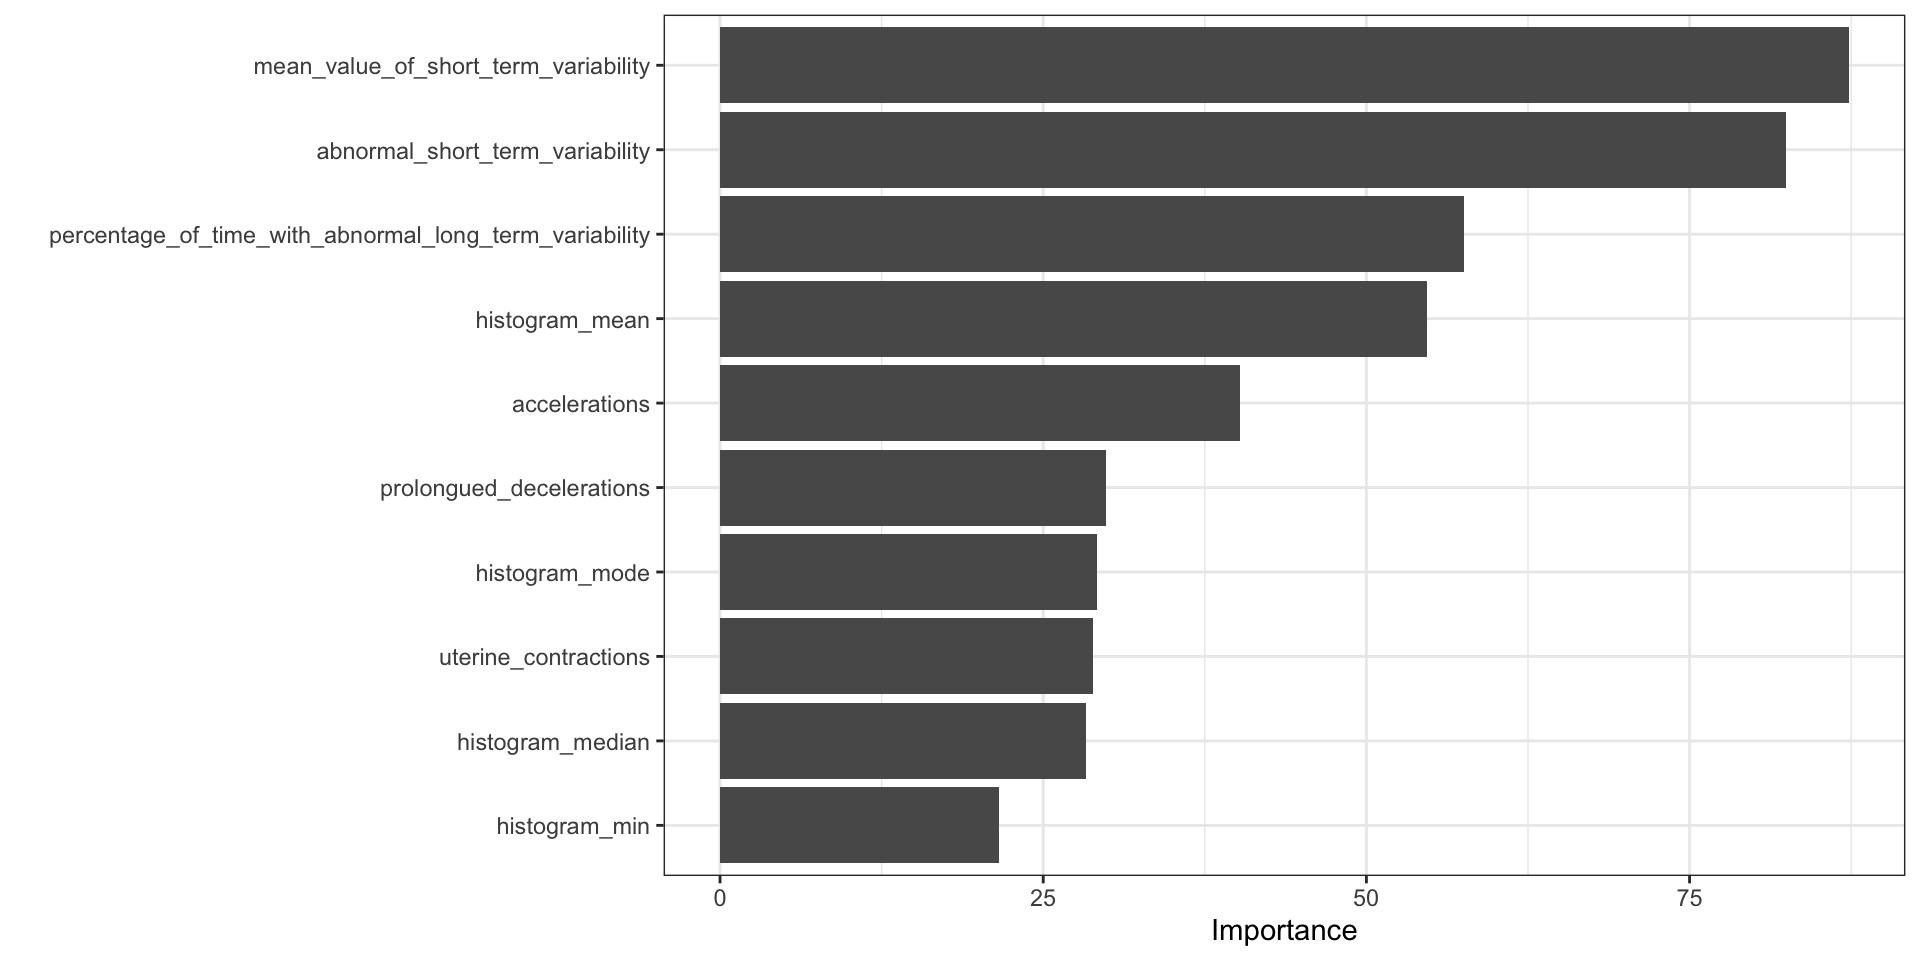 mean_value_of_short_term_variability
abnormal_short_term_variability
percentage_of_time_with_abnormal_long_term_variability
histogram_mean
accelerations
prolongued_decelerations
histogram_mode
uterine_contractions
histogram_median
histogram_min
0 25 50 75
Importance